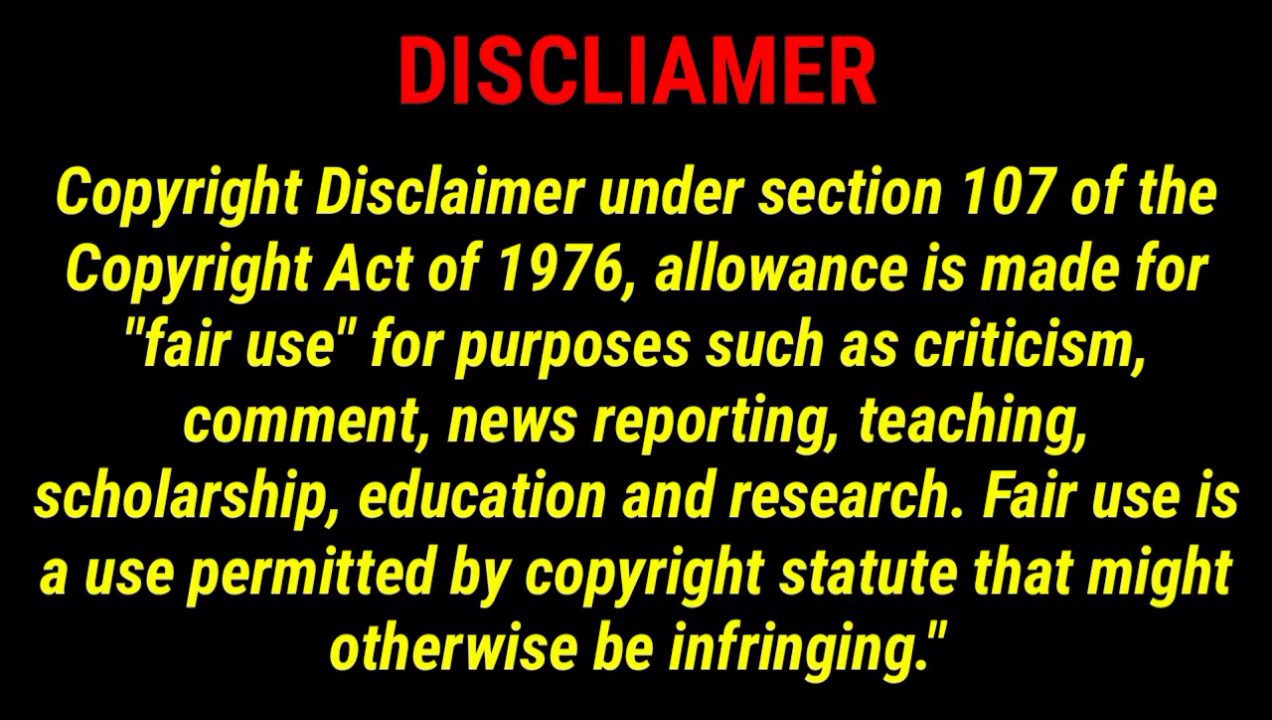 DISCLIAMER
Copyright Disclaimer under section 107 of the
Copyright Act of 1976, allowance is made for
"fair use" for purposes such as criticism,
comment, news reporting, teaching,
scholarship, education and research. Fair use is
a use permitted by copyright statute that might
otherwise be infringing."